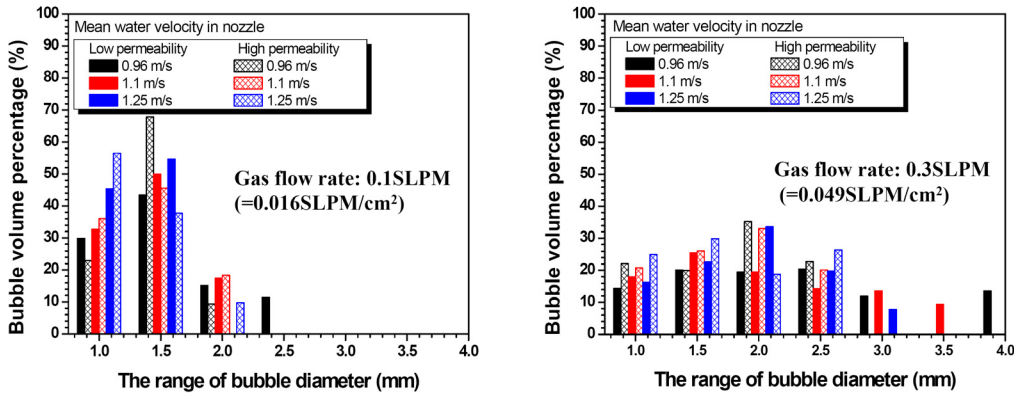 Mean water velocity in nozzle
Low permeability High permeability
0.96 m/s 0.96 m/s
1.1 m/s 1.1 m/s
1.25 m/s 1.25 m/s
Gas flow rate: 0.1SLPM
(=0.016SLPM/cm²)
Bubble volume percentage (%)
100
90
80
70
60
50
40
30
20
10
0
1.0 1.5 2.0 2.5 3.0 3.5 4.0
The range of bubble diameter (mm)
Mean water velocity in nozzle
Low permeability High permeability
0.96 m/s 0.96 m/s
1.1 m/s 1.1 m/s
1.25 m/s 1.25 m/s
Gas flow rate: 0.3SLPM
(=0.049SLPM/cm²)
Bubble volume percentage (%)
100
90
80
70
60
50
40
30
20
10
0
1.0 1.5 2.0 2.5 3.0 3.5 4.0
The range of bubble diameter (mm)